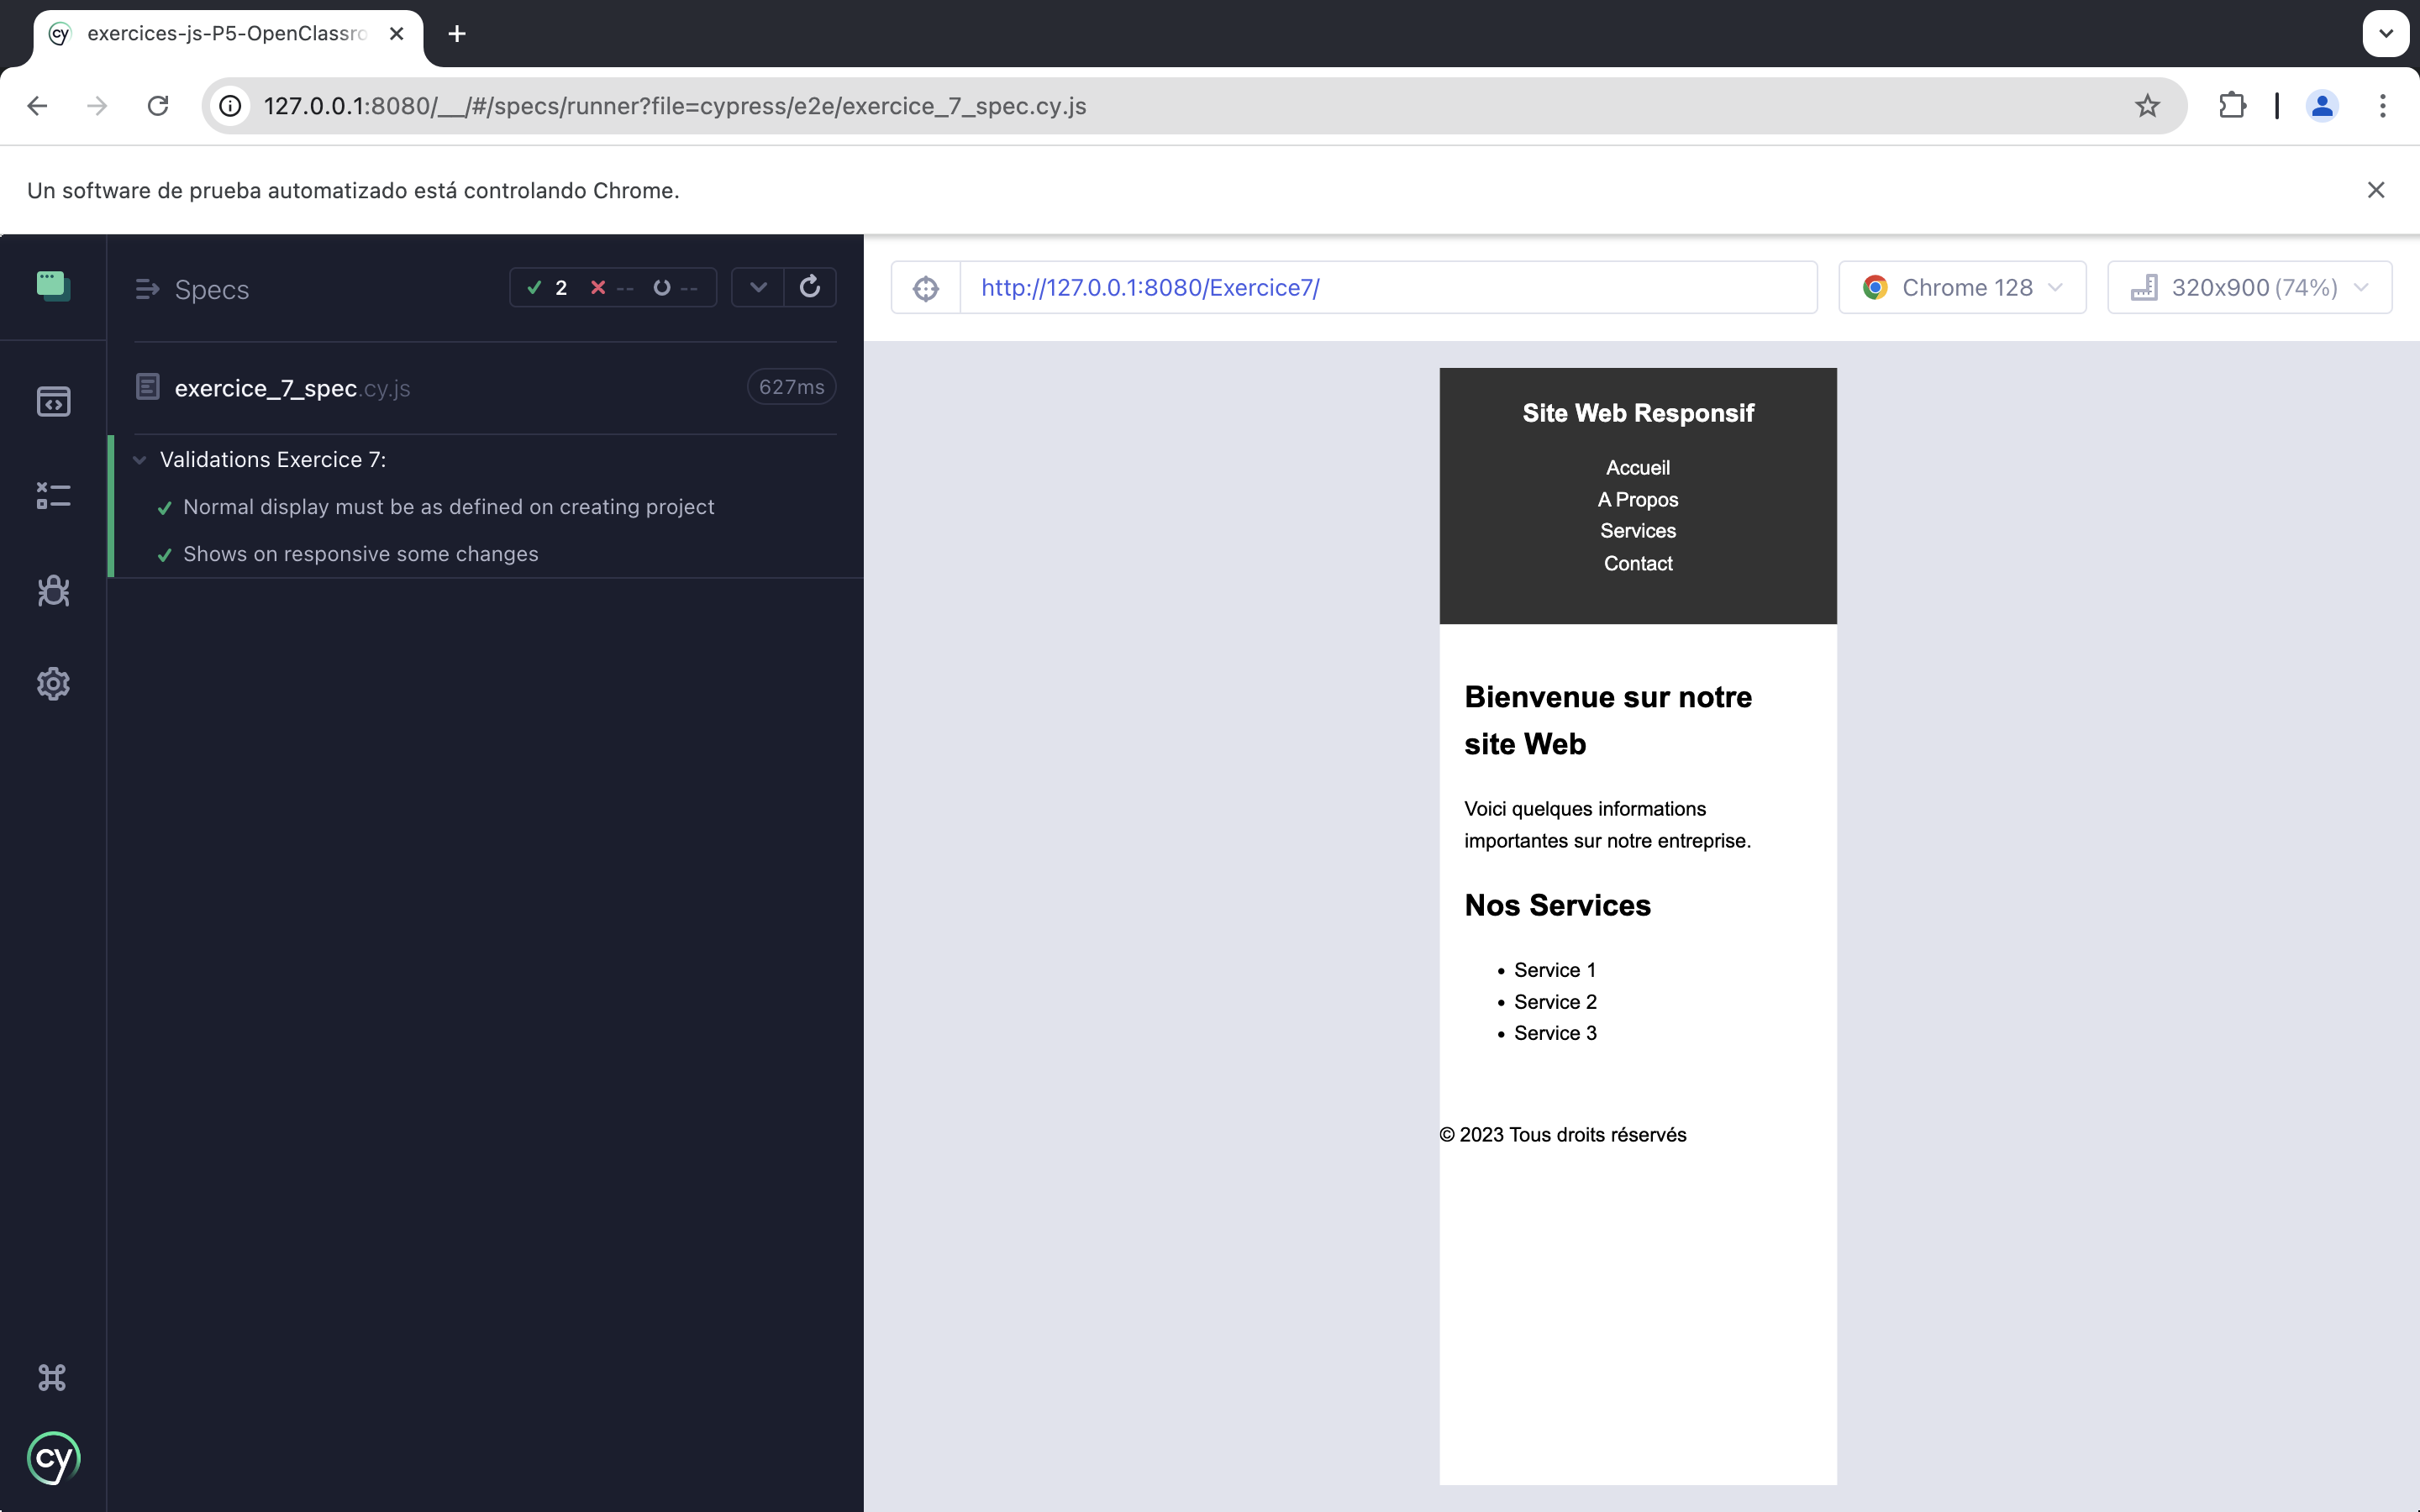 exercices-js-P5-OpenClassro
127.0.0.1:8080/__/#/specs/runner?file=cypress/e2e/exercice_7_spec.cy.js
Un software de prueba automatizado está controlando Chrome.
Specs
2 -- --
http://127.0.0.1:8080/Exercice7/
Chrome 128
320x900 (74%)
exercice_7_spec.cy.js
627ms
Validations Exercice 7:
Normal display must be as defined on creating project
Shows on responsive some changes
Site Web Responsif
Accueil
A Propos
Services
Contact
Bienvenue sur notre
site Web
Voici quelques informations
importantes sur notre entreprise.
Nos Services
• Service 1
• Service 2
• Service 3
© 2023 Tous droits réservés
cy